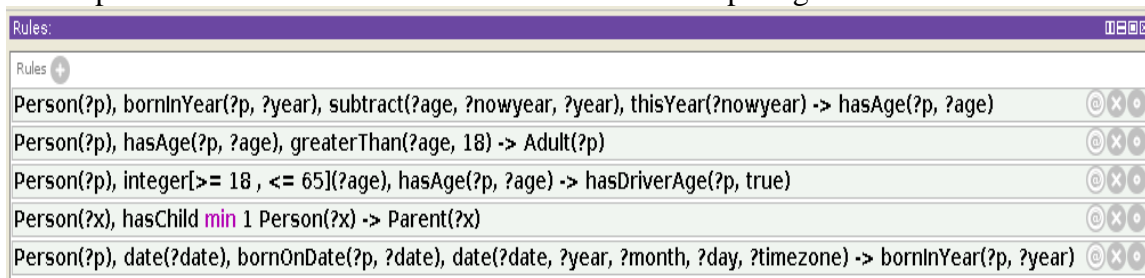 Rules:
Rules
Person(?p), bornInYear(?p, ?year), subtract(?age, ?nowyear, ?year), thisYear(?nowyear) -> hasAge(?p, ?age)
Person(?p), hasAge(?p, ?age), greaterThan(?age, 18) -> Adult(?p)
Person(?p), integer[>= 18 , <= 65](?age), hasAge(?p, ?age) -> hasDriverAge(?p, true)
Person(?x), hasChild min 1 Person(?x) -> Parent(?x)
Person(?p), date(?date), bornOnDate(?p, ?date), date(?date, ?year, ?month, ?day, ?timezone) -> bornInYear(?p, ?year)